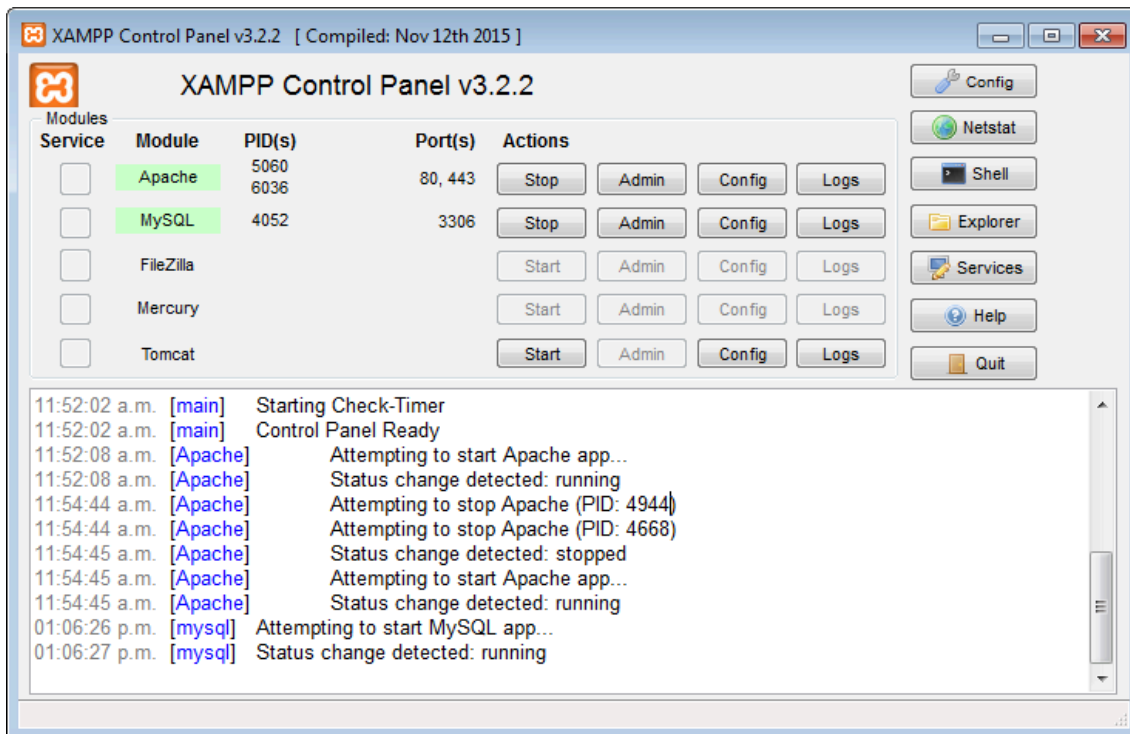 XAMPP Control Panel v3.2.2 [ Compiled: Nov 12th 2015 ]
XAMPP Control Panel v3.2.2
Config
Modules
Service Module PID(s) Port(s) Actions
Netstat
Apache 5060 6036 80, 443 Stop Admin Config Logs
Shell
MySQL 4052 3306 Stop Admin Config Logs
Explorer
FileZilla Start Admin Config Logs
Services
Mercury Start Admin Config Logs
Help
Tomcat Start Admin Config Logs
Quit
11:52:02 a.m. [main] Starting Check-Timer
11:52:02 a.m. [main] Control Panel Ready
11:52:08 a.m. [Apache] Attempting to start Apache app...
11:52:08 a.m. [Apache] Status change detected: running
11:54:44 a.m. [Apache] Attempting to stop Apache (PID: 4944)
11:54:44 a.m. [Apache] Attempting to stop Apache (PID: 4668)
11:54:45 a.m. [Apache] Status change detected: stopped
11:54:45 a.m. [Apache] Attempting to start Apache app...
11:54:45 a.m. [Apache] Status change detected: running
01:06:26 p.m. [mysql] Attempting to start MySQL app...
01:06:27 p.m. [mysql] Status change detected: running